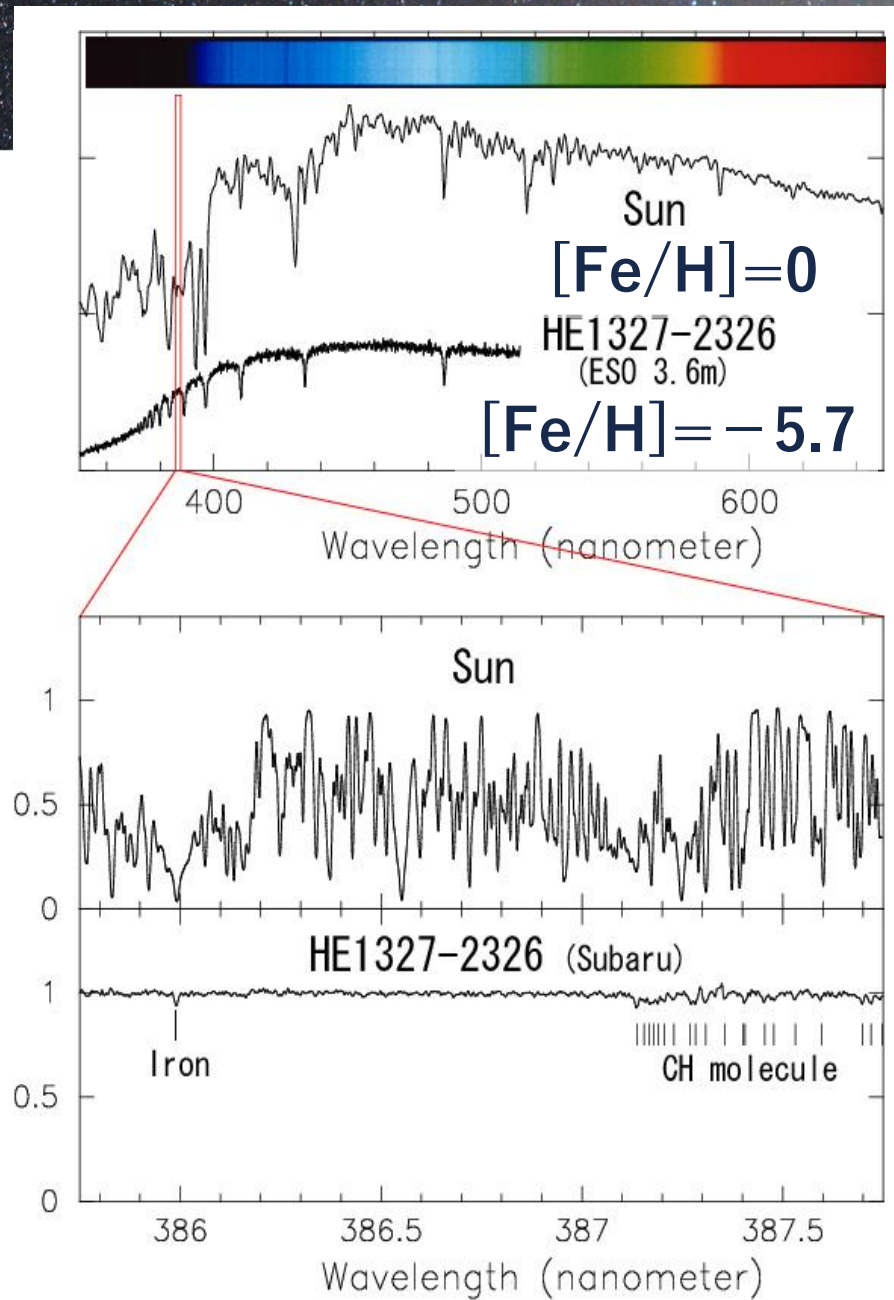 Sun
[Fe/H]=0
HE1327-2326
(ESO 3.6m)
[Fe/H]=−5.7
400 500 600
Wavelength (nanometer)
Sun
1
0.5
0
HE1327-2326 (Subaru)
1
Iron
CH molecule
0.5
0
386 386.5 387 387.5
Wavelength (nanometer)